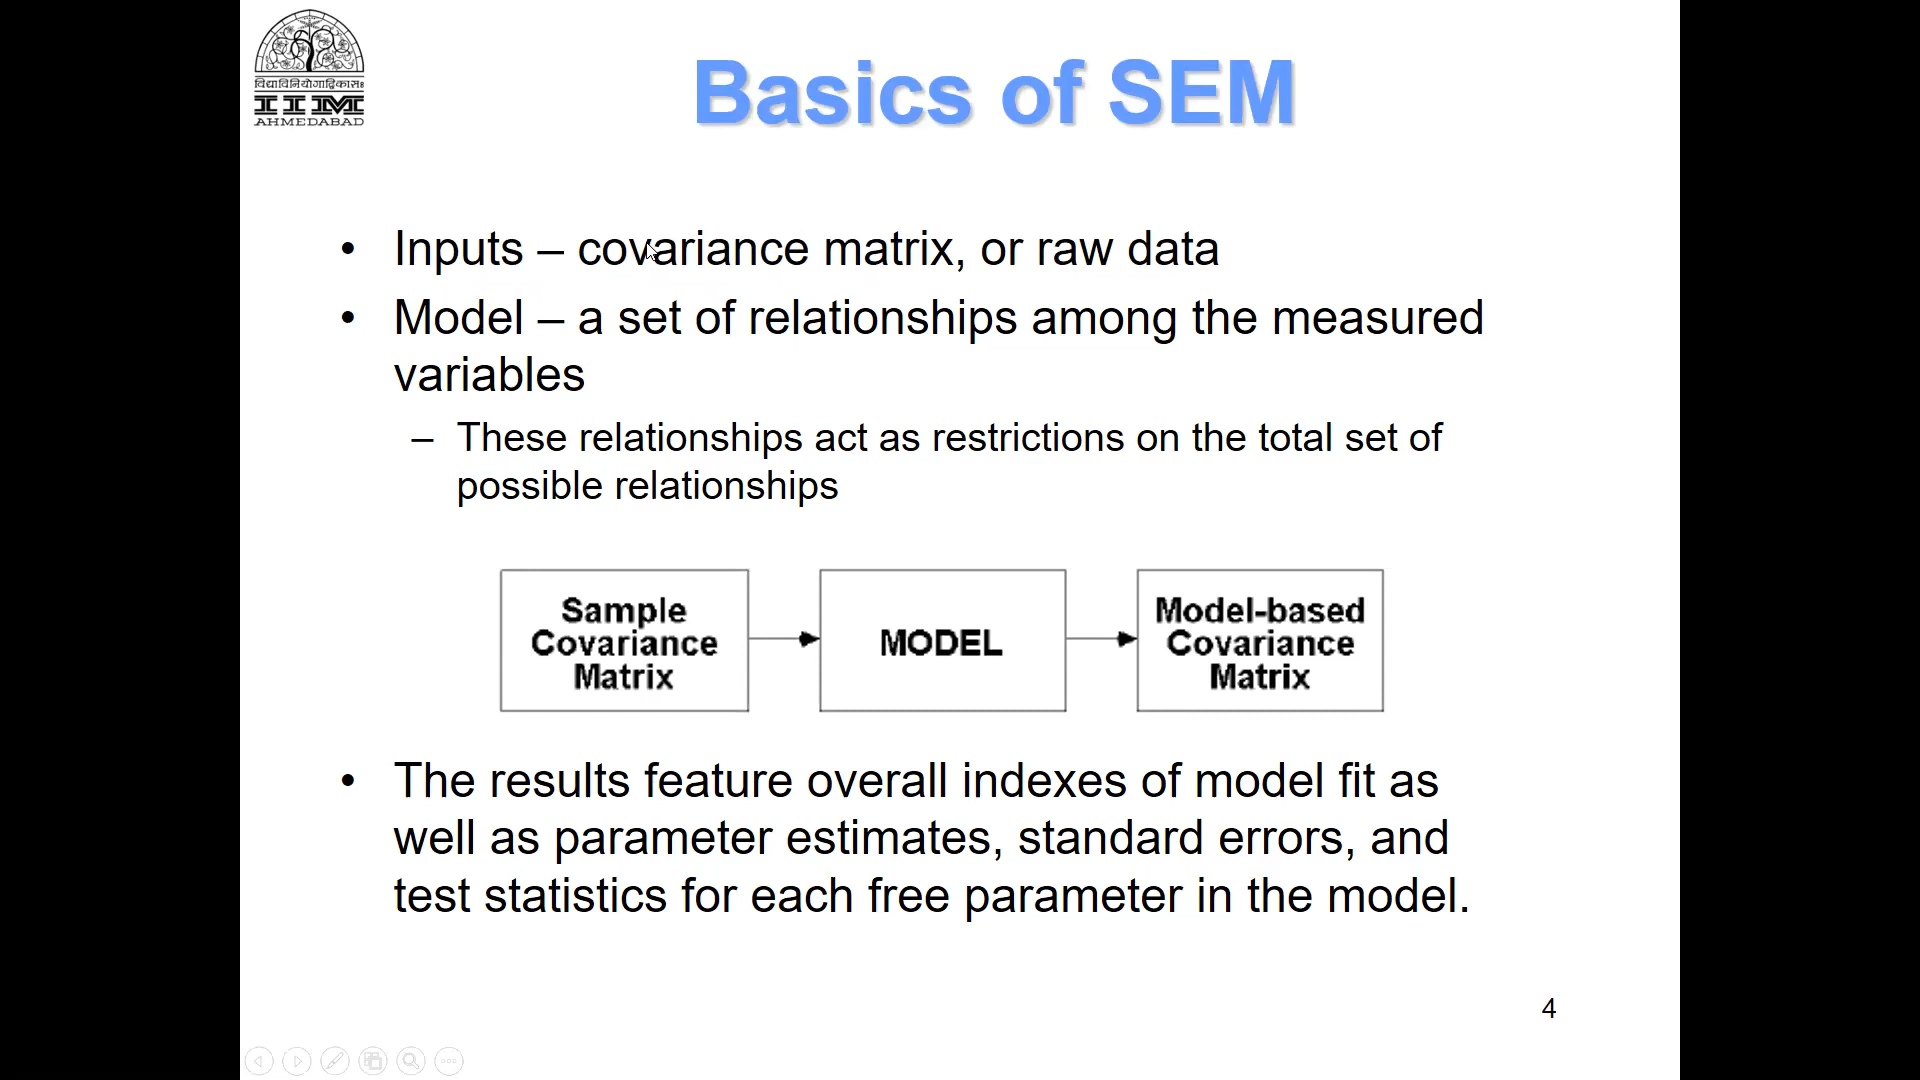 विद्याविनियोगाद्विकासः
IIM
AHMEDABAD
Basics of SEM
• Inputs – covariance matrix, or raw data
• Model – a set of relationships among the measured
variables
– These relationships act as restrictions on the total set of
possible relationships
Sample
Covariance
Matrix
MODEL
Model-based
Covariance
Matrix
• The results feature overall indexes of model fit as
well as parameter estimates, standard errors, and
test statistics for each free parameter in the model.
4